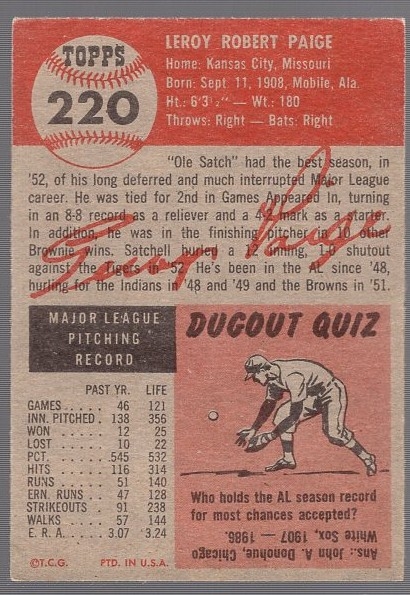 TOPPS
220
LEROY ROBERT PAIGE
Home: Kansas City, Missouri
Born: Sept. 11, 1908, Mobile, Ala.
Ht.: 6'3½" — Wt.: 180
Throws: Right — Bats: Right
"Ole Satch" had the best season, in
'52, of his long deferred and much interrupted Major League
career. He was tied for 2nd in Games Appeared In, turning
in an 8-8 record as a reliever and a 4-2 mark as a starter.
In addition, he was in the finishing pitcher in 10 other
Brownie wins. Satchell hurled a 12 inning, 1-0 shutout
against the Tigers in '52. He's been in the AL since '48,
hurling for the Indians in '48 and '49 and the Browns in '51.
MAJOR LEAGUE
PITCHING
RECORD
PAST YR. LIFE
GAMES..... 46 121
INN. PITCHED . 138 356
WON ..... 12 25
LOST ..... 10 22
PCT. ..... .545 .532
HITS ..... 116 314
RUNS ..... 51 140
ERN. RUNS .. 47 128
STRIKEOUTS . 91 238
WALKS .... 57 144
E. R. A. .... 3.07 3.24
©T.C.G. PTD. IN U.S.A.
DUGOUT QUIZ
Who holds the AL season record
for most chances accepted?
Ans.: John A. Donohue, Chicago
White Sox, 1907 - 1986.